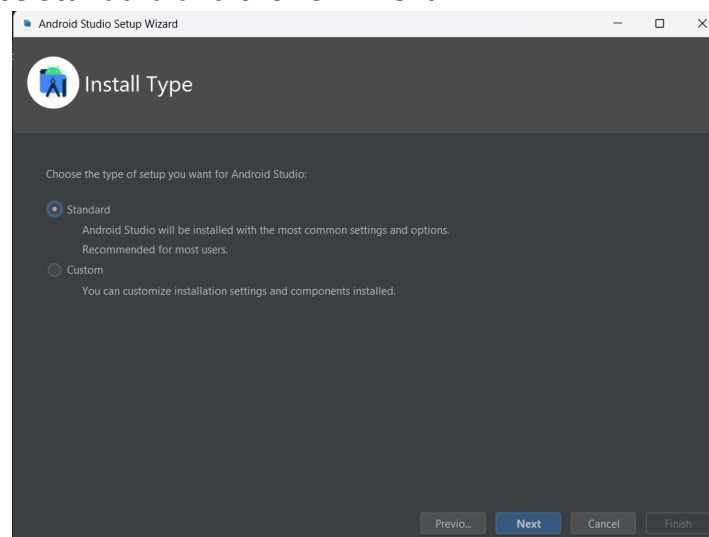 Android Studio Setup Wizard
Install Type
Choose the type of setup you want for Android Studio:
Standard
Android Studio will be installed with the most common settings and options.
Recommended for most users.
Custom
You can customize installation settings and components installed.
Previo... Next Cancel Finish